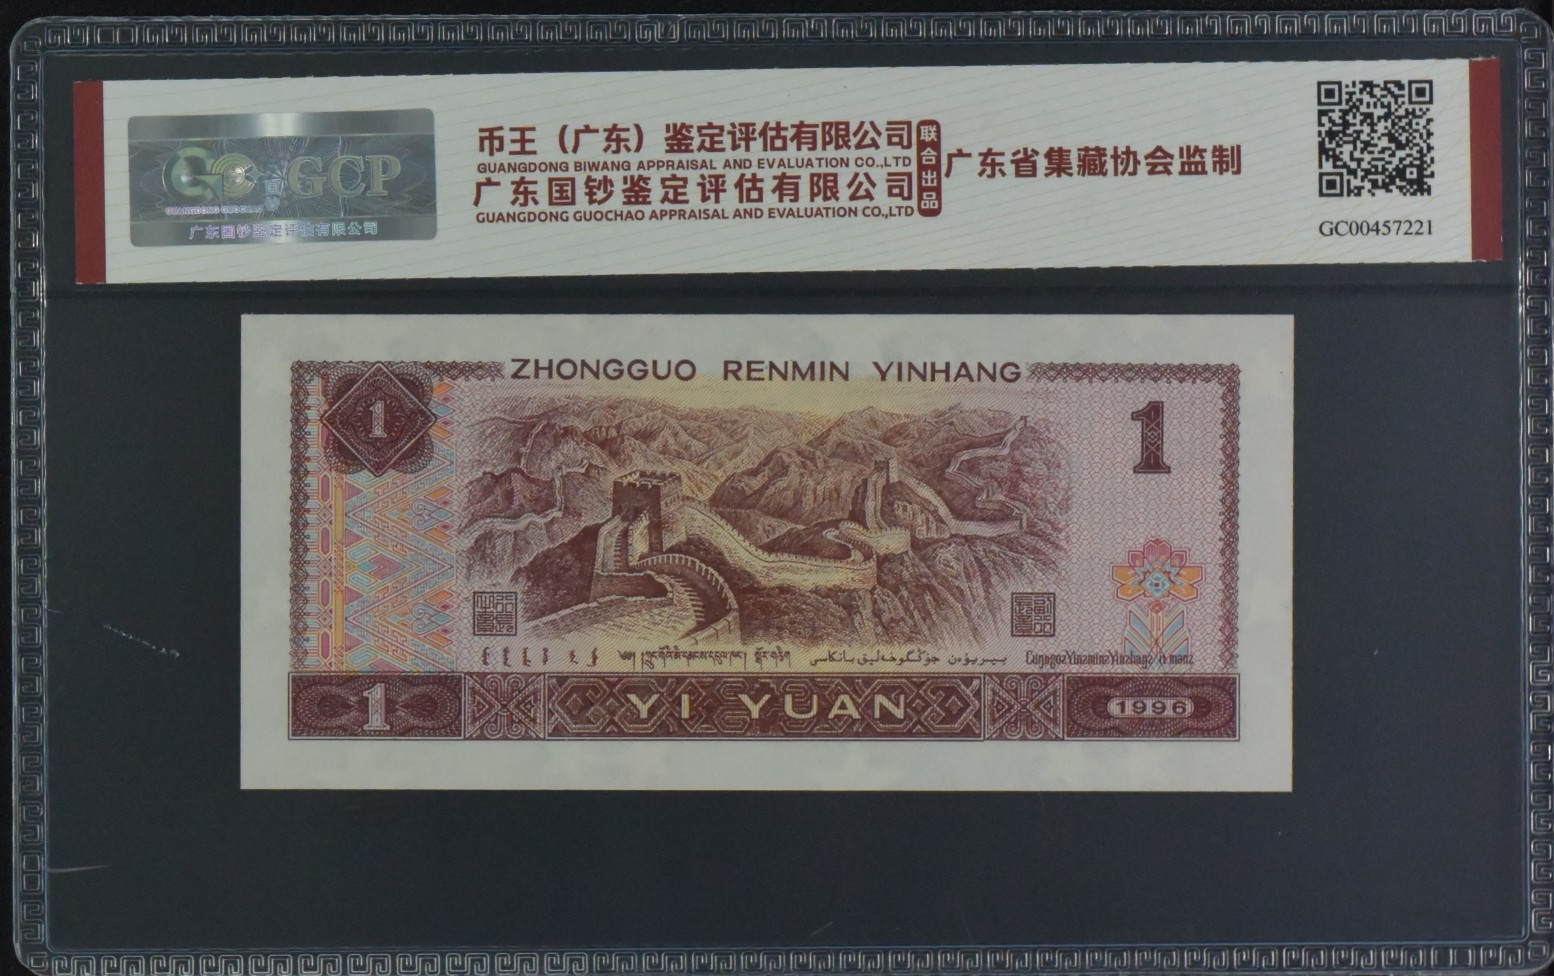 GCP
广东国钞鉴定评估有限公司
币王（广东）鉴定评估有限公司
GUANGDONG BIWANG APPRAISAL AND EVALUATION CO.,LTD
广东国钞鉴定评估有限公司
GUANGDONG GUOCHAO APPRAISAL AND EVALUATION CO.,LTD
联合出品
广东省集藏协会监制
GC00457221
ZHONGGUO RENMIN YINHANG
1
1
1
YI YUAN
1996